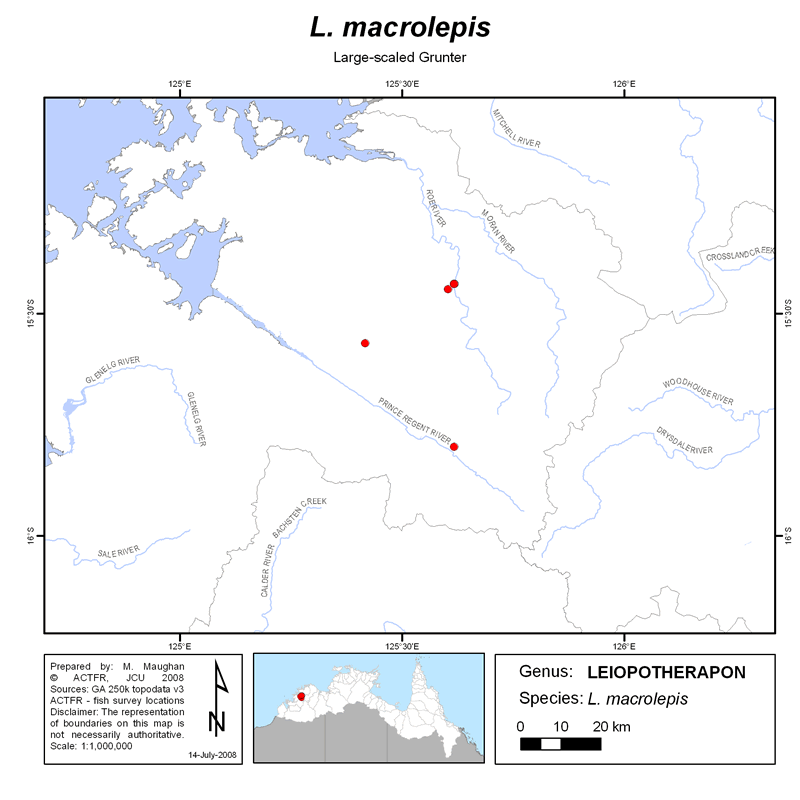 L. macrolepis
Large-scaled Grunter
125°E
125°30'E
126°E
MITCHELL RIVER
ROE RIVER
MORAN RIVER
CROSSLAND CREEK
15°30'S
15°30'S
GLENELG RIVER
GLENELG RIVER
WOODHOUSE RIVER
PRINCE REGENT RIVER
DRYSDALE RIVER
BACHSTEN CREEK
16°S
16°S
SALE RIVER
CALDER RIVER
125°E
125°30'E
126°E
Prepared by: M. Maughan
© ACTFR, JCU 2008
Sources: GA 250k topodata v3
ACTFR - fish survey locations
Disclaimer: The representation
of boundaries on this map is
not necessarily authoritative.
Scale: 1:1,000,000
N
14-July-2008
Genus: LEIOPOTHERAPON
Species: L. macrolepis
0 10 20 km